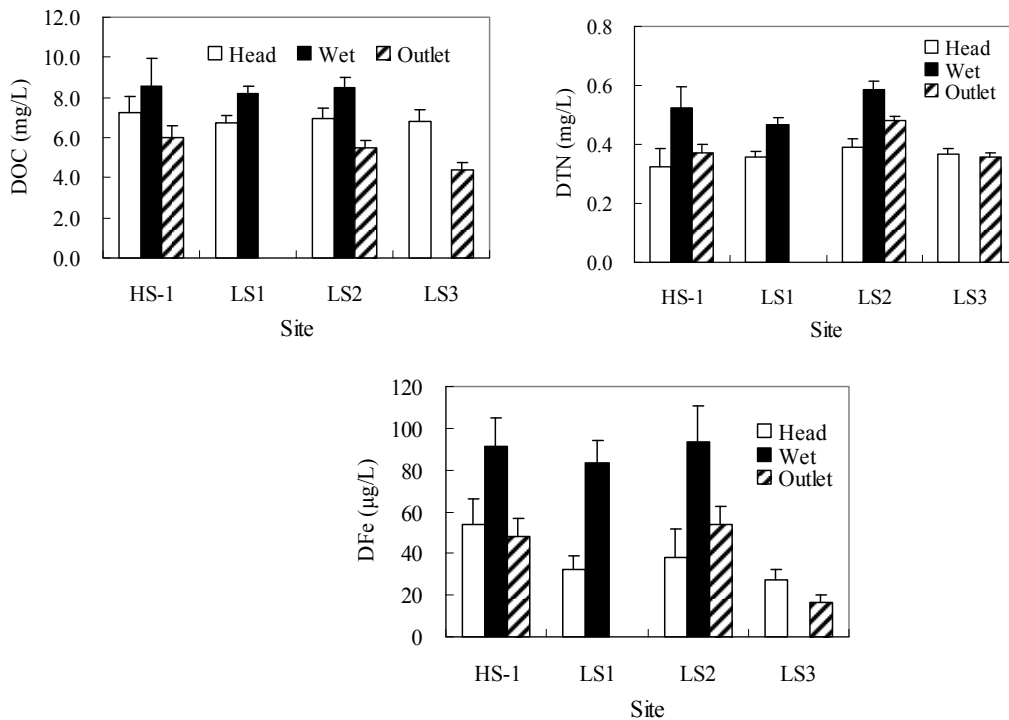 12.0
10.0
8.0
6.0
4.0
2.0
0.0
DOC (mg/L)
Head Wet Outlet
HS-1 LS1 LS2 LS3
Site
0.8
0.6
0.4
0.2
0.0
DTN (mg/L)
Head
Wet
Outlet
HS-1 LS1 LS2 LS3
Site
120
100
80
60
40
20
0
DFe (μg/L)
Head
Wet
Outlet
HS-1 LS1 LS2 LS3
Site